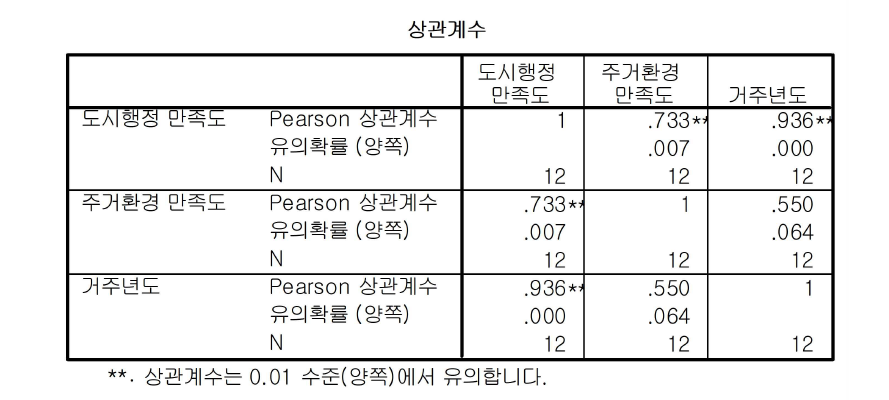 상관계수
도시행정 만족도 주거환경 만족도 거주년도
도시행정 만족도 Pearson 상관계수 1 .733** .936**
유의확률 (양쪽) .007 .000
N 12 12 12
주거환경 만족도 Pearson 상관계수 .733** 1 .550
유의확률 (양쪽) .007 .064
N 12 12 12
거주년도 Pearson 상관계수 .936** .550 1
유의확률 (양쪽) .000 .064
N 12 12 12
**. 상관계수는 0.01 수준(양쪽)에서 유의합니다.